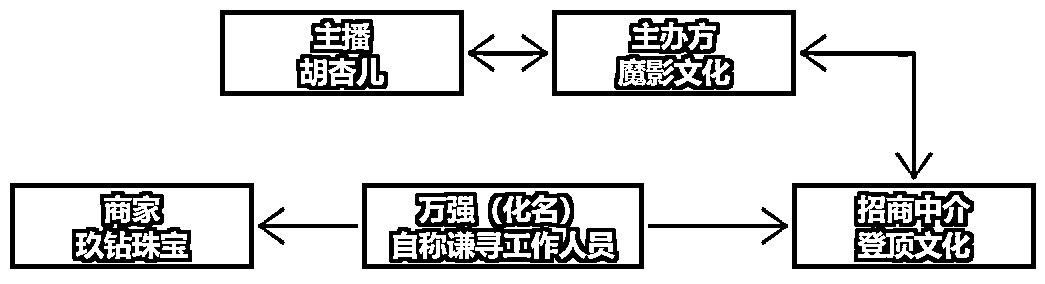 主播
胡杏儿
主办方
魔影文化
商家
玖钻珠宝
万强（化名）
自称谦寻工作人员
招商中介
登顶文化